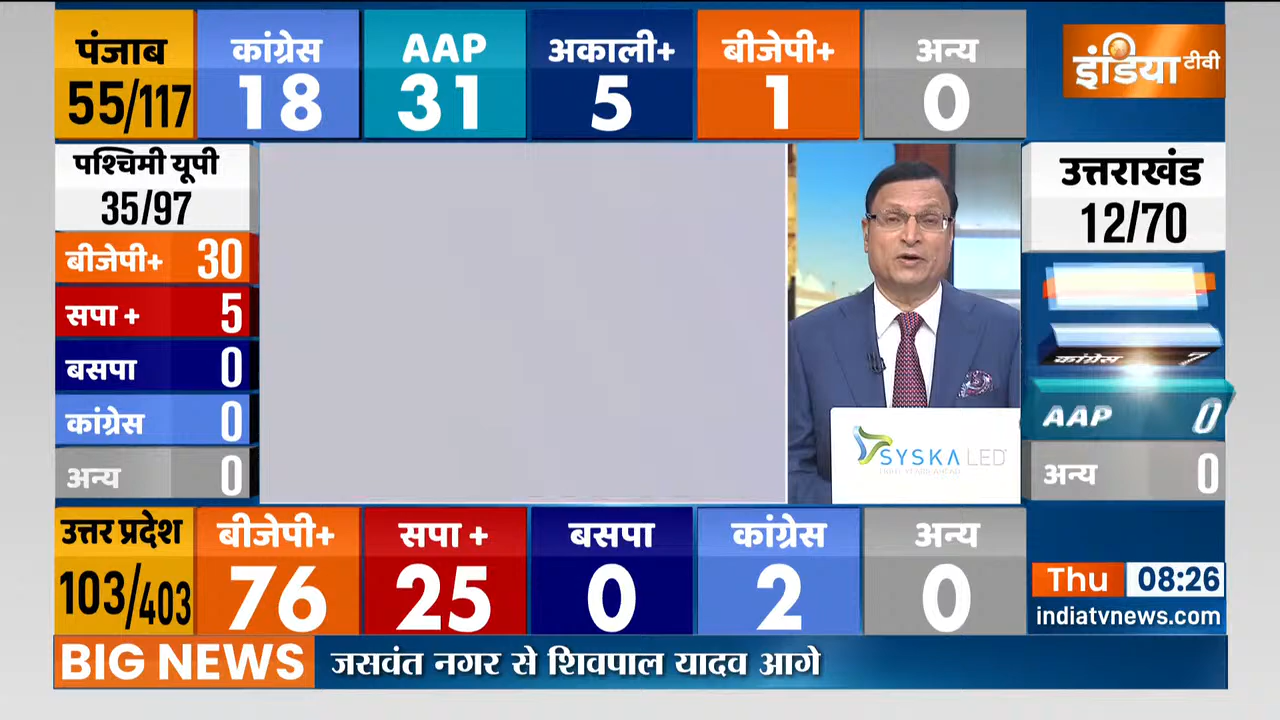 पंजाब
55/117
कांग्रेस
18
AAP
31
अकाली+
5
बीजेपी+
1
अन्य
0
इंडिया टीवी
पश्चिमी यूपी
35/97
बीजेपी+ 30
सपा + 5
बसपा 0
कांग्रेस 0
अन्य 0
SYSKA LED
उत्तराखंड
12/70
कांग्रेस 7
AAP 0
अन्य 0
उत्तर प्रदेश
103/403
बीजेपी+
76
सपा +
25
बसपा
0
कांग्रेस
2
अन्य
0
Thu 08:26
indiatvnews.com
BIG NEWS जसवंत नगर से शिवपाल यादव आगे